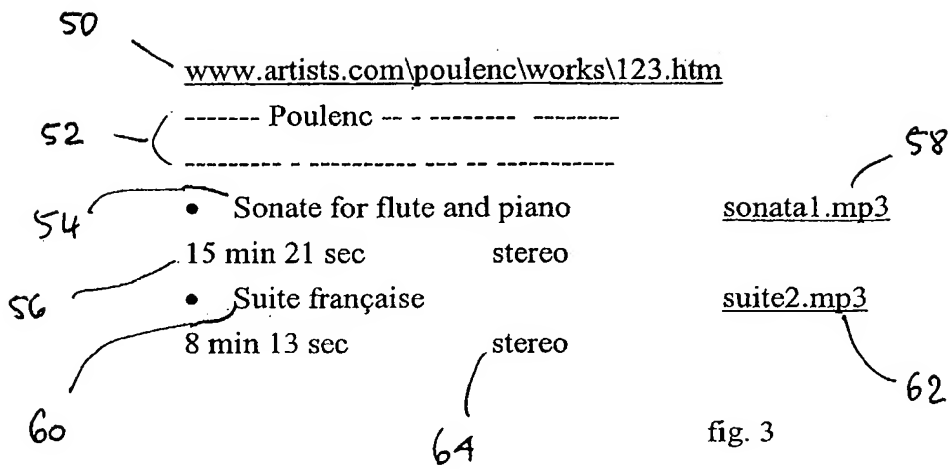 50
www.artists.com\poulenc\works\123.htm
------- Poulenc -- - -------- --------
52
--------- - ---------- --- -- ------------
58
54
• Sonate for flute and piano sonata1.mp3
15 min 21 sec stereo
56
• Suite française suite2.mp3
8 min 13 sec stereo
60
64
62
fig. 3